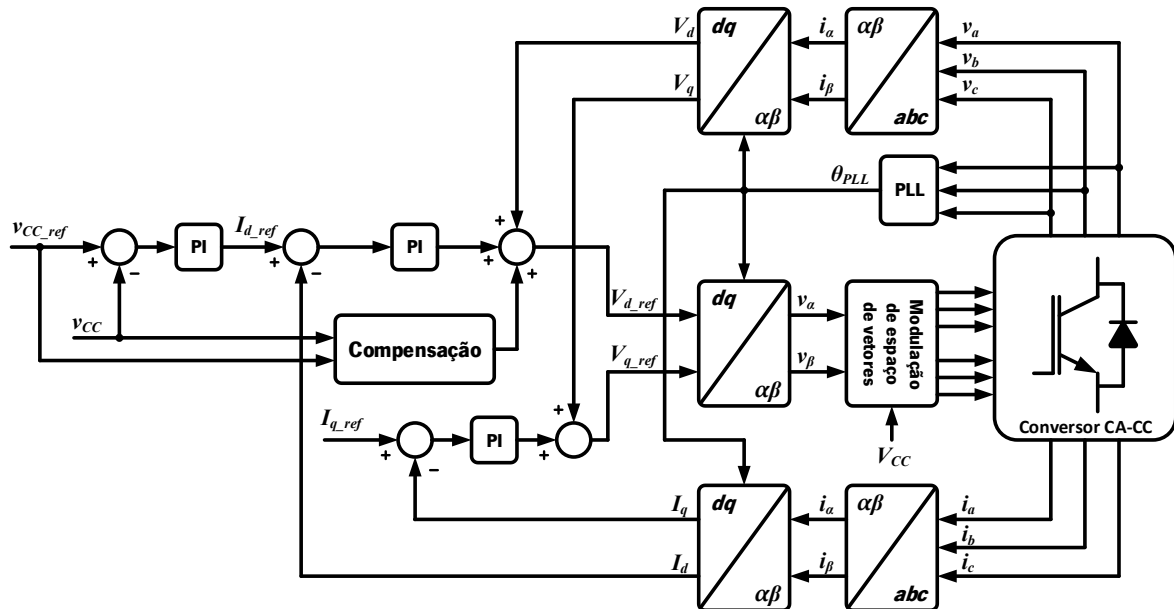 V_d
dq
αβ
i_α
αβ
abc
v_a
v_b
V_q
i_β
v_c
θ_PLL
PLL
v_CC_ref
+
−
PI
I_d_ref
+
−
PI
+
+
+
v_CC
Compensação
V_d_ref
V_q_ref
dq
αβ
v_α
v_β
Modulação
de espaço
de vetores
V_CC
Conversor CA-CC
I_q_ref
+
−
PI
+
+
I_q
I_d
dq
αβ
i_α
i_β
αβ
abc
i_a
i_b
i_c